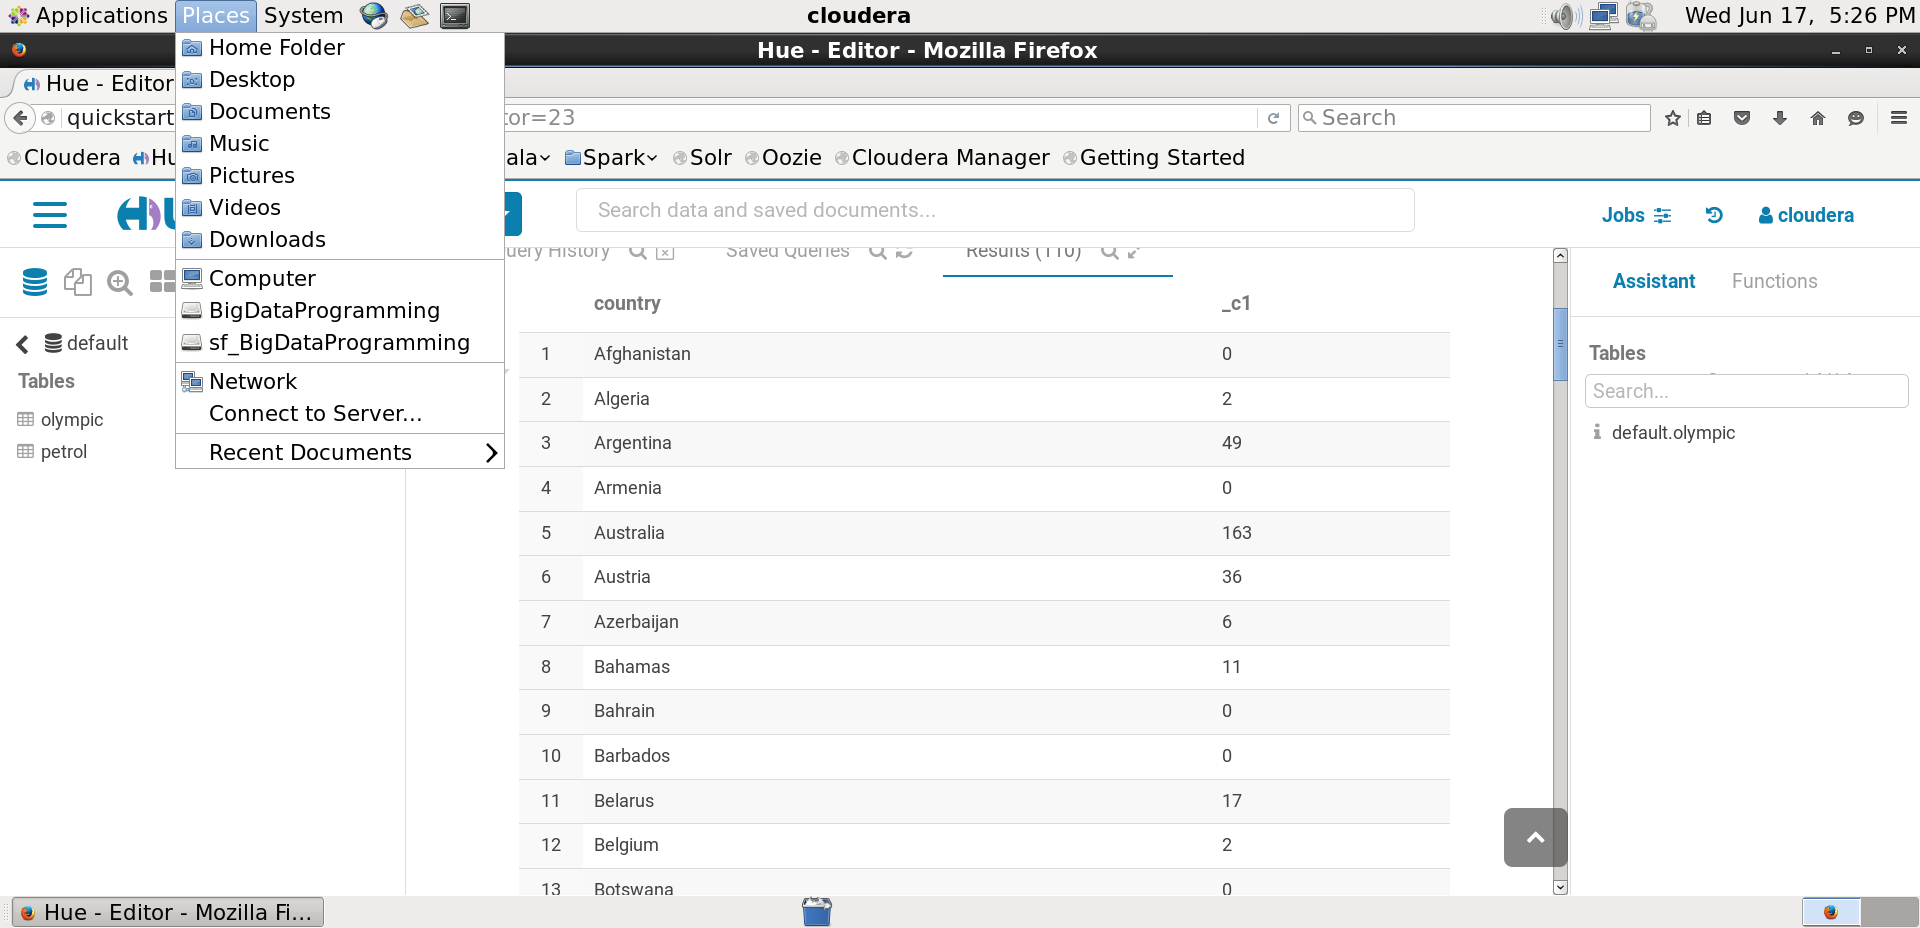 Applications Places System cloudera Wed Jun 17, 5:26 PM
Home Folder
Hue - Editor - Mozilla Firefox
Desktop
Hue - Editor
Documents
quickstart
tor=23
Search
Music
Pictures
Cloudera Hu
ala Spark Solr Oozie Cloudera Manager Getting Started
Videos
Search data and saved documents...
Jobs cloudera
Downloads
uery History Saved Queries Results (110)
Computer
Assistant Functions
BigDataProgramming
country _c1
sf_BigDataProgramming
default
Tables
Network
Tables
Search...
Connect to Server...
olympic
default.olympic
Recent Documents
petrol
1 Afghanistan 0
2 Algeria 2
3 Argentina 49
4 Armenia 0
5 Australia 163
6 Austria 36
7 Azerbaijan 6
8 Bahamas 11
9 Bahrain 0
10 Barbados 0
11 Belarus 17
12 Belgium 2
13 Botswana 0
Hue - Editor - Mozilla Fi...